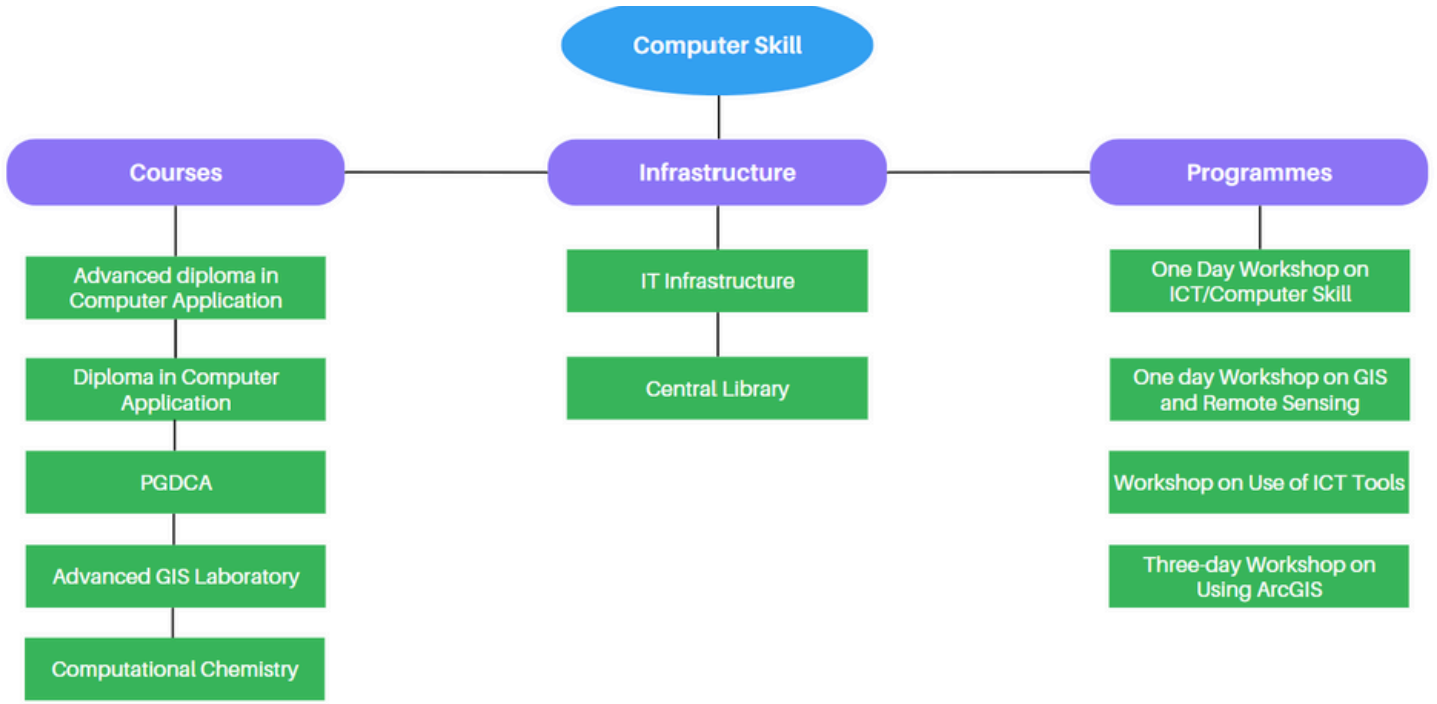 Computer Skill
Courses
Infrastructure
Programmes
Advanced diploma in
Computer Application
Diploma in Computer
Application
PGDCA
Advanced GIS Laboratory
Computational Chemistry
IT Infrastructure
Central Library
One Day Workshop on
ICT/Computer Skill
One day Workshop on GIS
and Remote Sensing
Workshop on Use of ICT Tools
Three-day Workshop on
Using ArcGIS